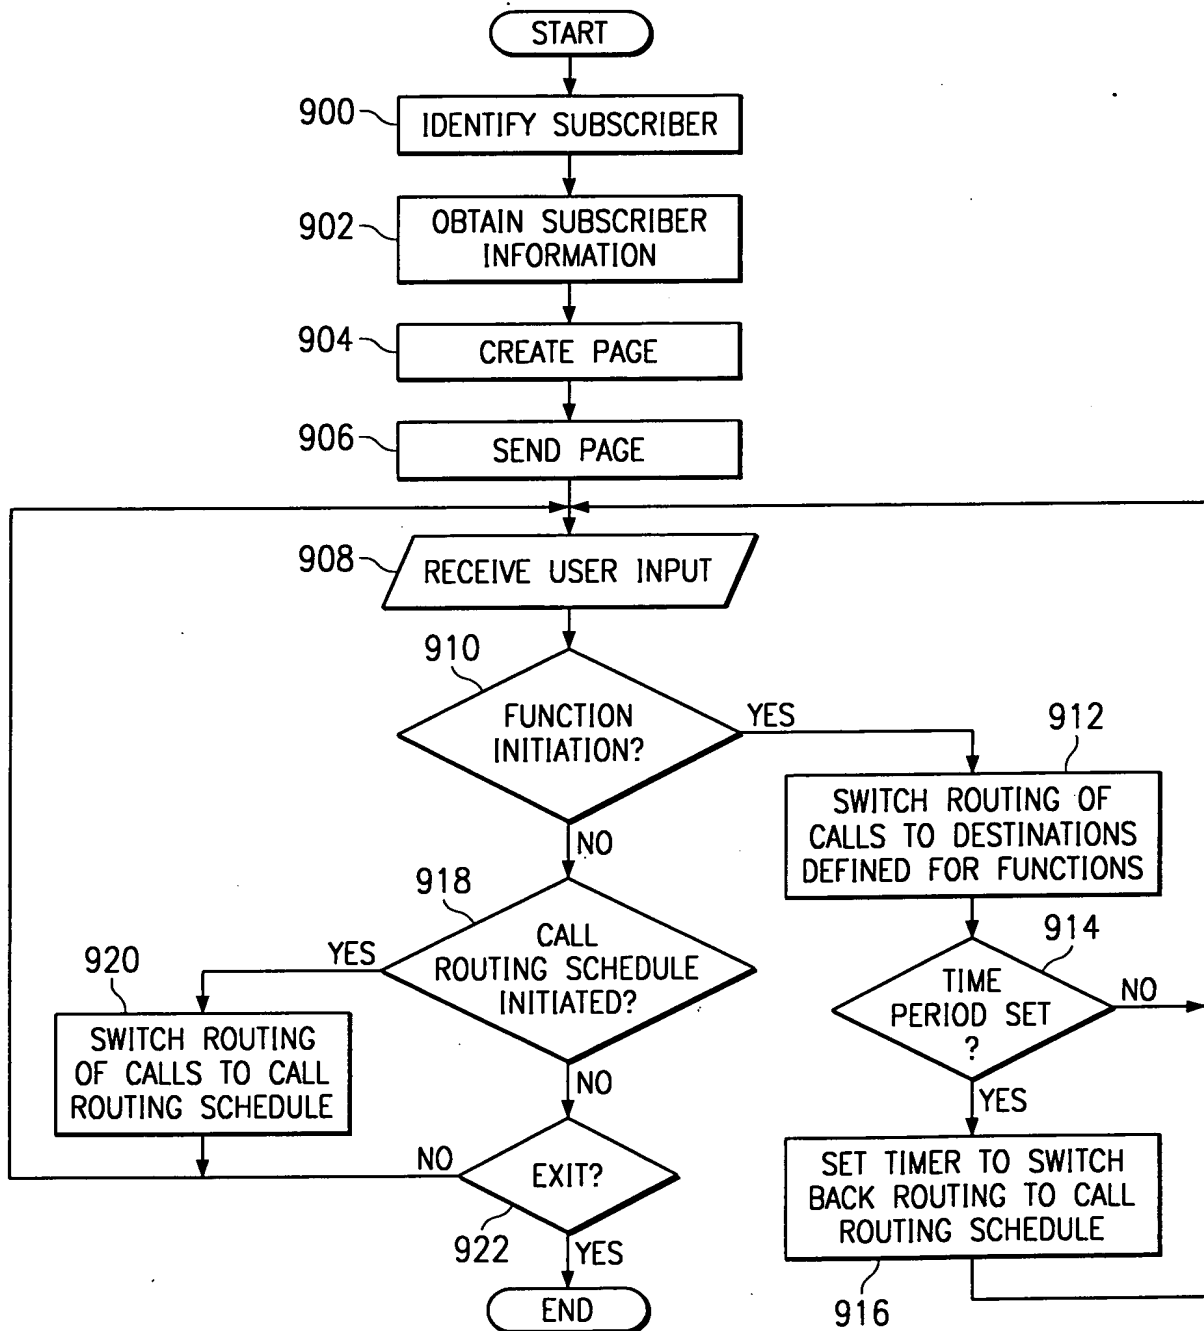 START
900
IDENTIFY SUBSCRIBER
902
OBTAIN SUBSCRIBER
INFORMATION
904
CREATE PAGE
906
SEND PAGE
908
RECEIVE USER INPUT
910
FUNCTION
INITIATION?
YES
NO
912
SWITCH ROUTING OF
CALLS TO DESTINATIONS
DEFINED FOR FUNCTIONS
914
TIME
PERIOD SET
?
NO
YES
SET TIMER TO SWITCH
BACK ROUTING TO CALL
ROUTING SCHEDULE
916
918
CALL
ROUTING SCHEDULE
INITIATED?
YES
NO
920
SWITCH ROUTING
OF CALLS TO CALL
ROUTING SCHEDULE
EXIT?
NO
922
YES
END